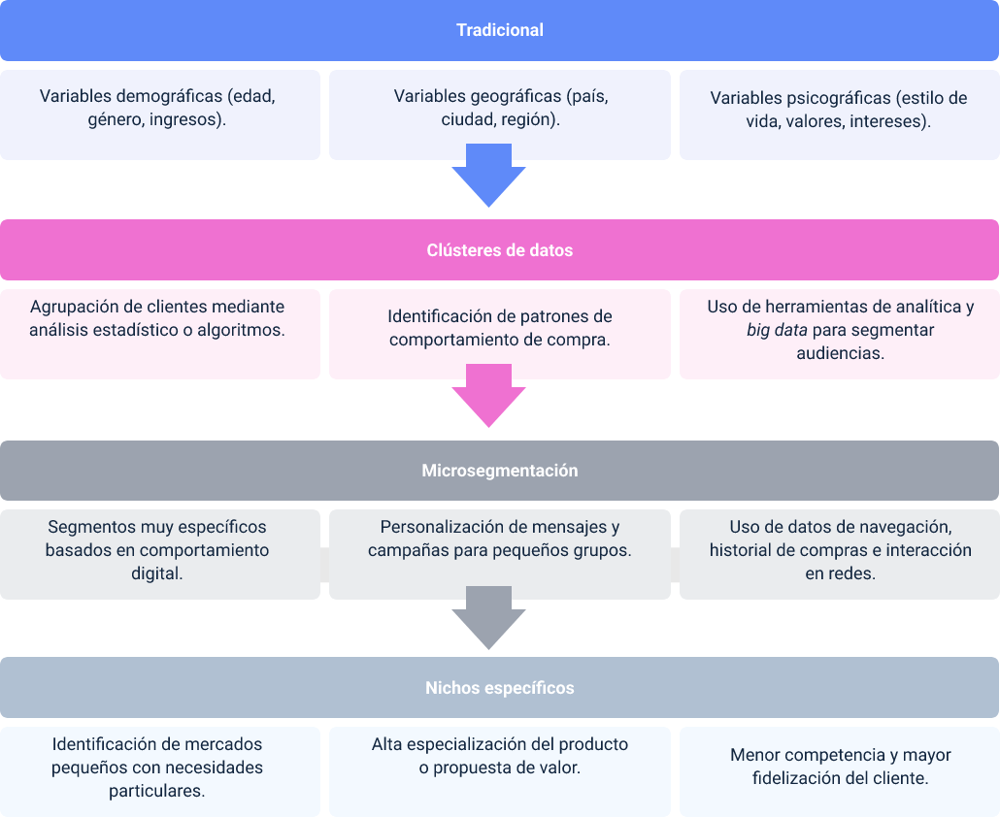 Tradicional
Variables demográficas (edad,
género, ingresos).
Variables geográficas (país,
ciudad, región).
Variables psicográficas (estilo de
vida, valores, intereses).
Clústeres de datos
Agrupación de clientes mediante
análisis estadístico o algoritmos.
Identificación de patrones de
comportamiento de compra.
Uso de herramientas de analítica y
big data para segmentar
audiencias.
Microsegmentación
Segmentos muy específicos
basados en comportamiento
digital.
Personalización de mensajes y
campañas para pequeños grupos.
Uso de datos de navegación,
historial de compras e interacción
en redes.
Nichos específicos
Identificación de mercados
pequeños con necesidades
particulares.
Alta especialización del producto
o propuesta de valor.
Menor competencia y mayor
fidelización del cliente.